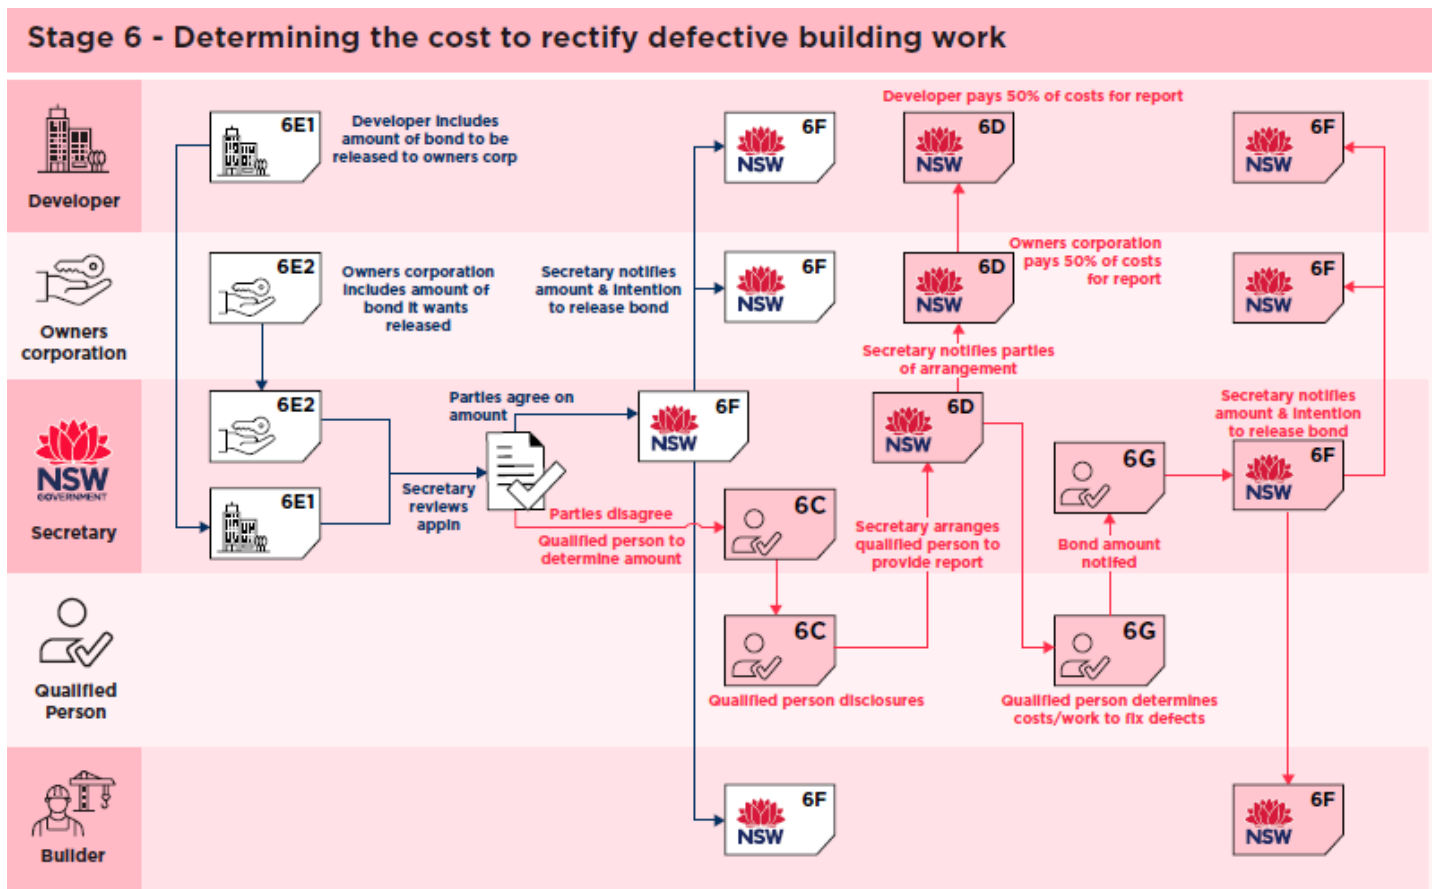 Stage 6 - Determining the cost to rectify defective building work
Developer
6E1
Developer includes
amount of bond to be
released to owners corp
6F
NSW
Developer pays 50% of costs for report
6D
NSW
6F
NSW
Owners
corporation
6E2
Owners corporation
includes amount of
bond it wants
released
Secretary notifies
amount & intention
to release bond
6F
NSW
6D
NSW
Owners corporation
pays 50% of costs
for report
6F
NSW
Secretary notifies parties
of arrangement
NSW
GOVERNMENT
Secretary
6E2
6E1
Secretary
reviews
appln
Parties agree on
amount
6F
NSW
Parties disagree
Qualified person to
determine amount
6C
6D
NSW
Secretary arranges
qualified person to
provide report
6G
Bond amount
notifed
Secretary notifies
amount & intention
to release bond
6F
NSW
Qualified
Person
6C
Qualified person disclosures
6G
Qualified person determines
costs/work to fix defects
Builder
6F
NSW
6F
NSW